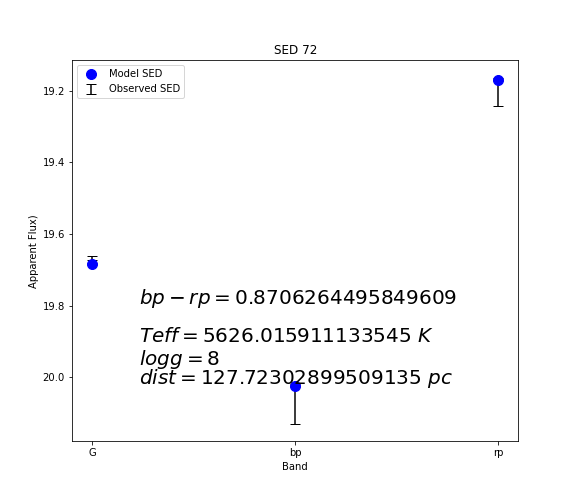 SED 72
Model SED
Observed SED
19.2
19.4
19.6
19.8
20.0
Apparent Flux)
bp − rp = 0.8706264495849609
Teff = 5626.015911133545 K
logg = 8
dist = 127.72302899509135 pc
G
bp
rp
Band